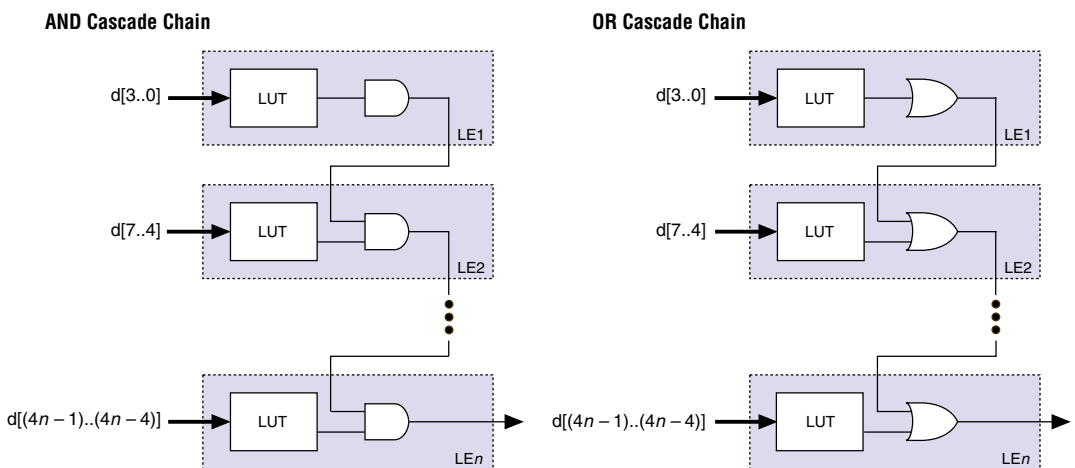 AND Cascade Chain
d[3..0]
LUT
LE1
d[7..4]
LUT
LE2
d[(4n – 1)..(4n – 4)]
LUT
LEn
OR Cascade Chain
d[3..0]
LUT
LE1
d[7..4]
LUT
LE2
d[(4n – 1)..(4n – 4)]
LUT
LEn